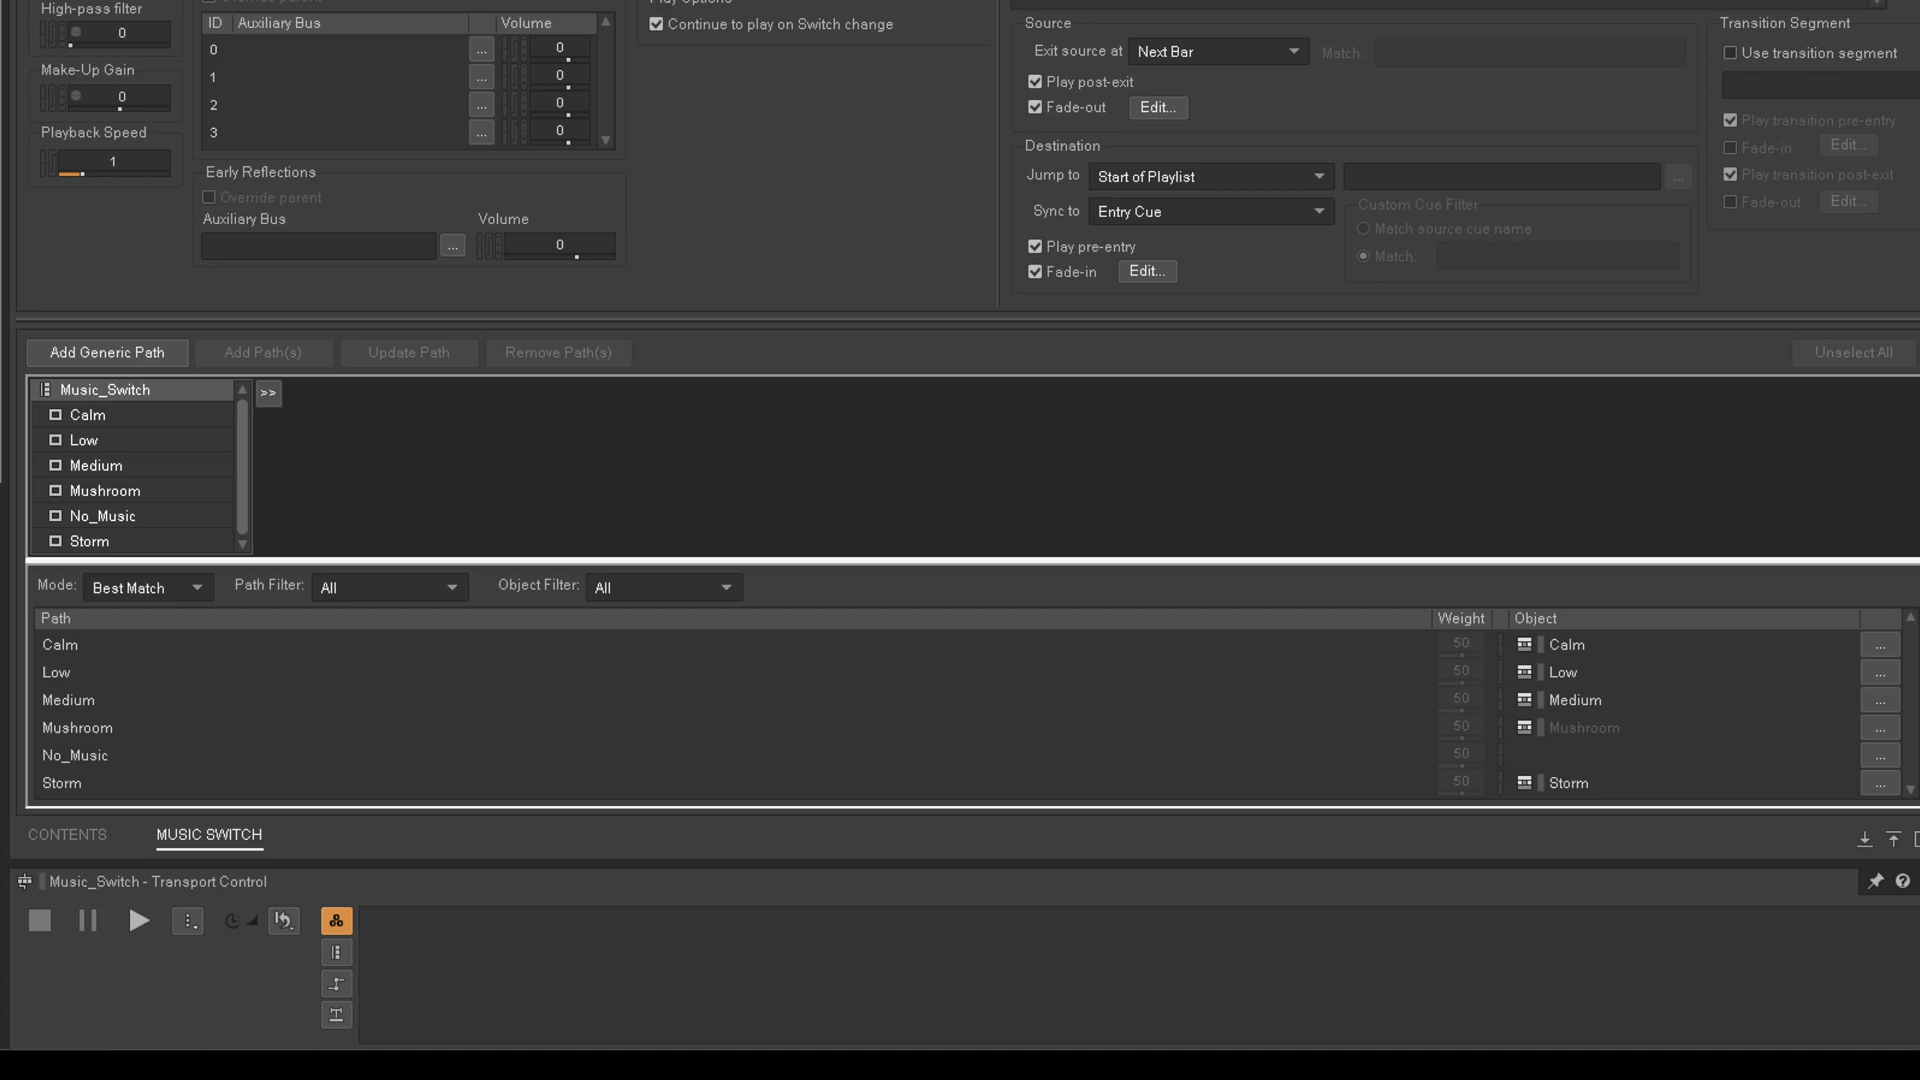 High-pass filter
0
Make-Up Gain
0
Playback Speed
1
ID Auxiliary Bus Volume
0 ... 0
1 ... 0
2 ... 0
3 ... 0
Early Reflections
Override parent
Auxiliary Bus Volume
... 0
Continue to play on Switch change
Source
Exit source at Next Bar Match:
Play post-exit
Fade-out Edit...
Destination
Jump to Start of Playlist ...
Sync to Entry Cue
Custom Cue Filter
Match source cue name
Match:
Play pre-entry
Fade-in Edit...
Transition Segment
Use transition segment
Play transition pre-entry
Fade-in Edit...
Play transition post-exit
Fade-out Edit...
Add Generic Path Add Path(s) Update Path Remove Path(s) Unselect All
Music_Switch >>
Calm
Low
Medium
Mushroom
No_Music
Storm
Mode: Best Match Path Filter: All Object Filter: All
Path Weight Object
Calm 50 Calm ...
Low 50 Low ...
Medium 50 Medium ...
Mushroom 50 Mushroom ...
No_Music 50 ...
Storm 50 Storm ...
CONTENTS MUSIC SWITCH
Music_Switch - Transport Control